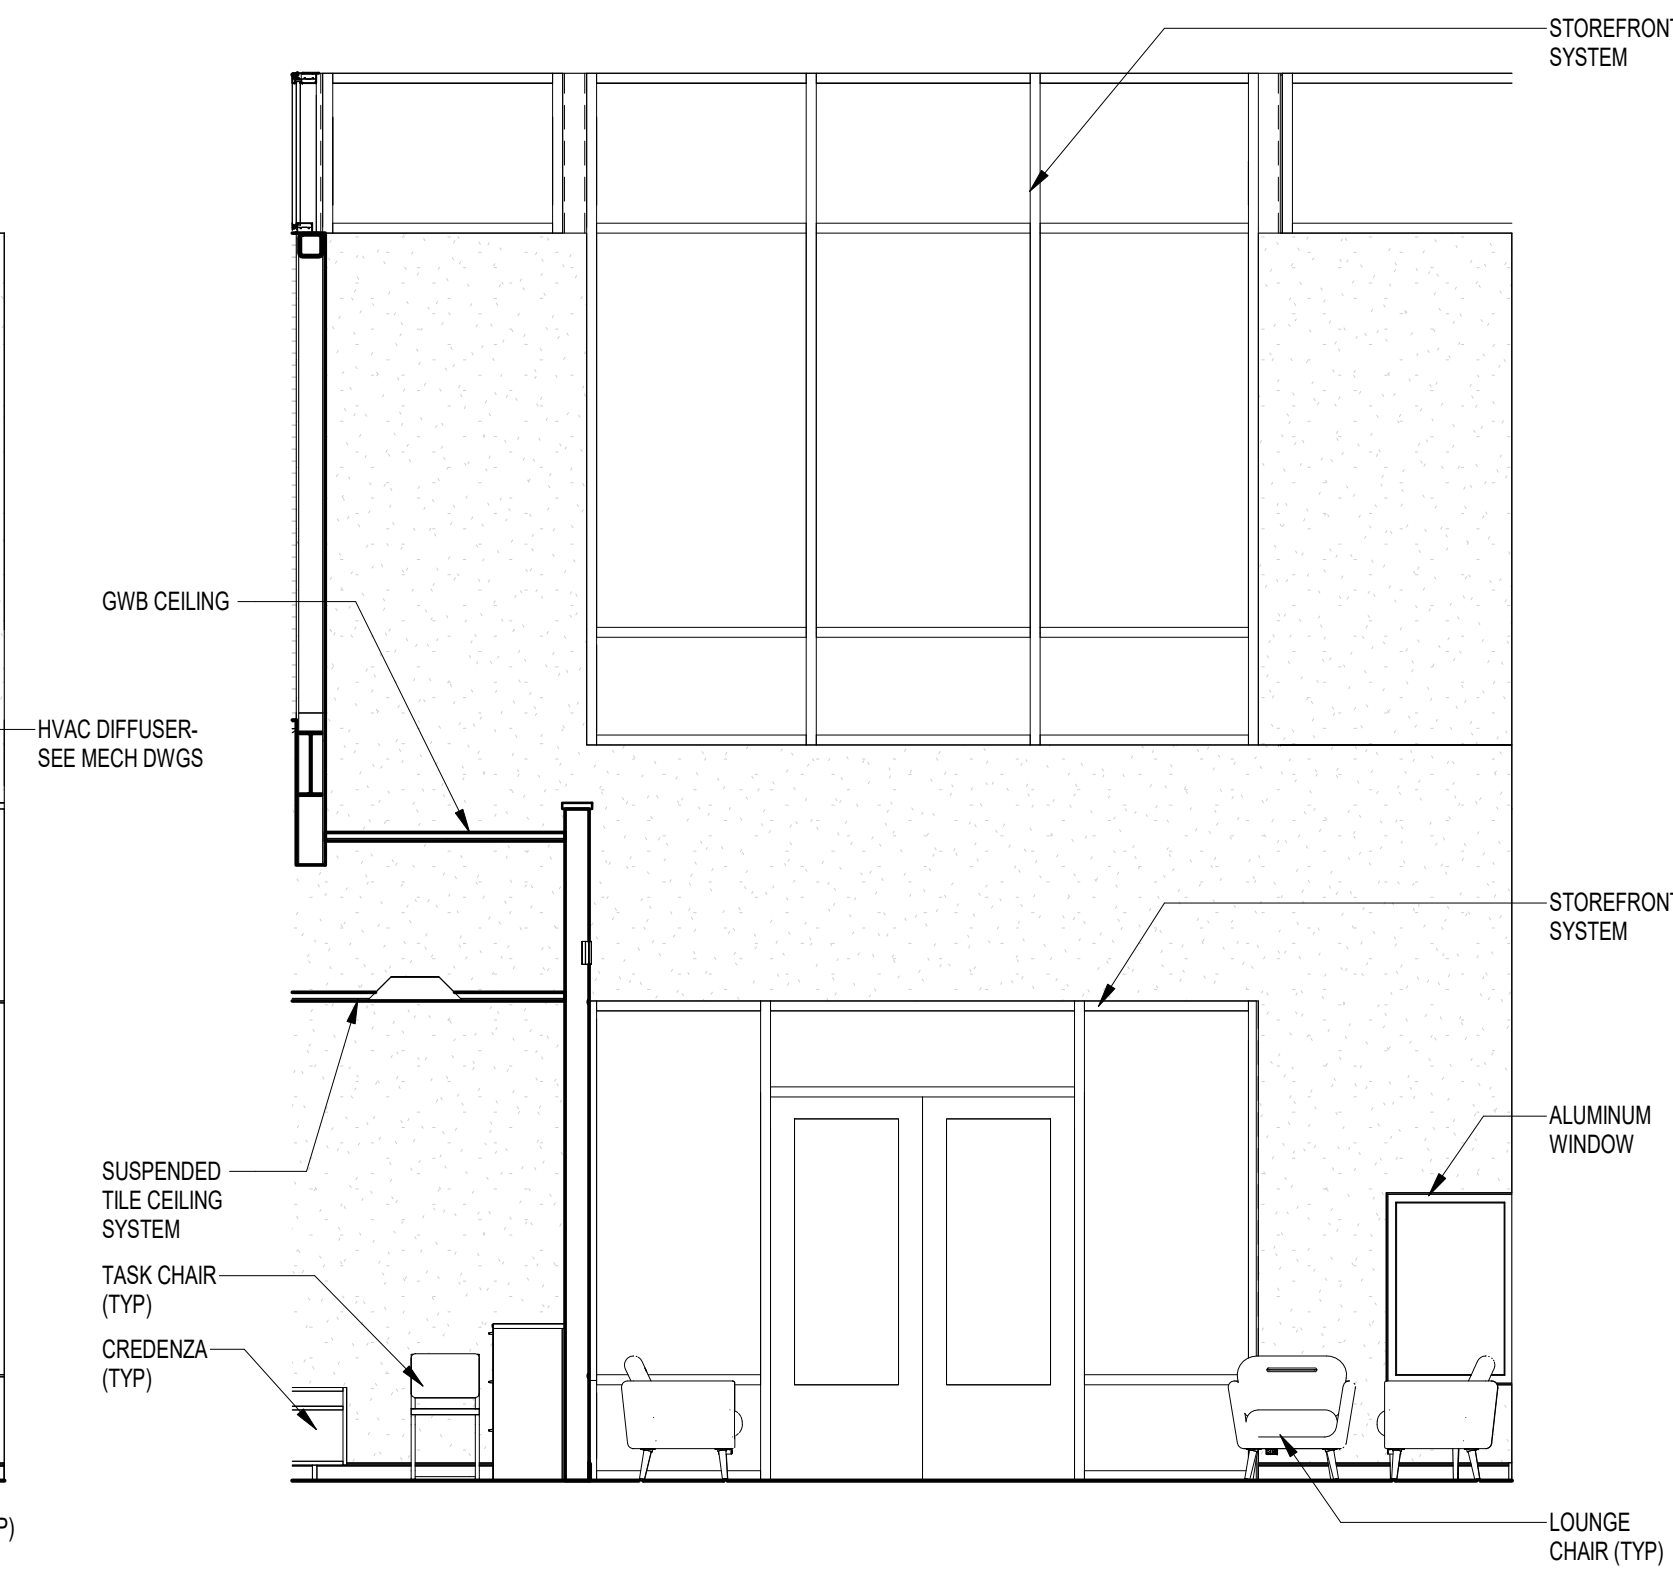 STOREFRONT
SYSTEM
GWB CEILING
HVAC DIFFUSER-
SEE MECH DWGS
STOREFRONT
SYSTEM
ALUMINUM
WINDOW
SUSPENDED
TILE CEILING
SYSTEM
TASK CHAIR
(TYP)
CREDENZA
(TYP)
P)
LOUNGE
CHAIR (TYP)